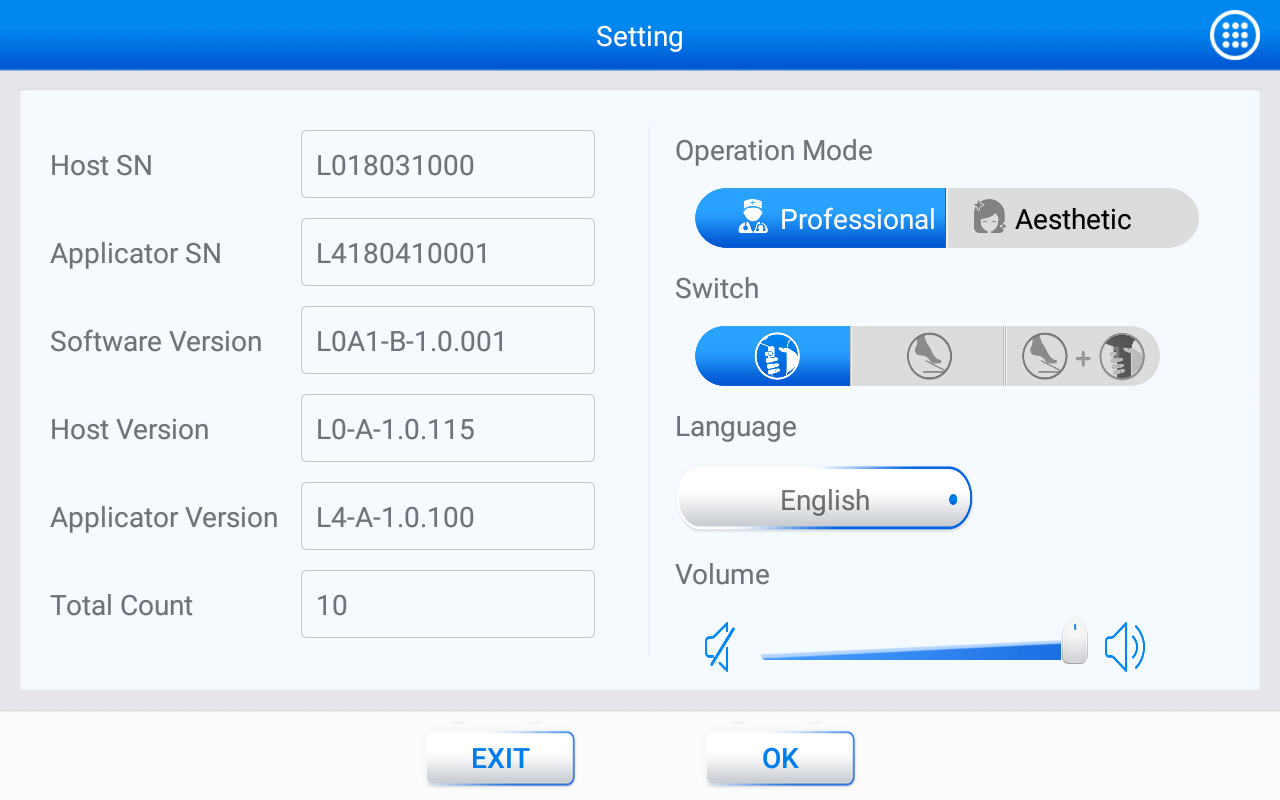 Setting
Host SN
L018031000
Applicator SN
L4180410001
Software Version
L0A1-B-1.0.001
Host Version
L0-A-1.0.115
Applicator Version
L4-A-1.0.100
Total Count
10
Operation Mode
Professional
Aesthetic
Switch
+
Language
English
Volume
EXIT
OK